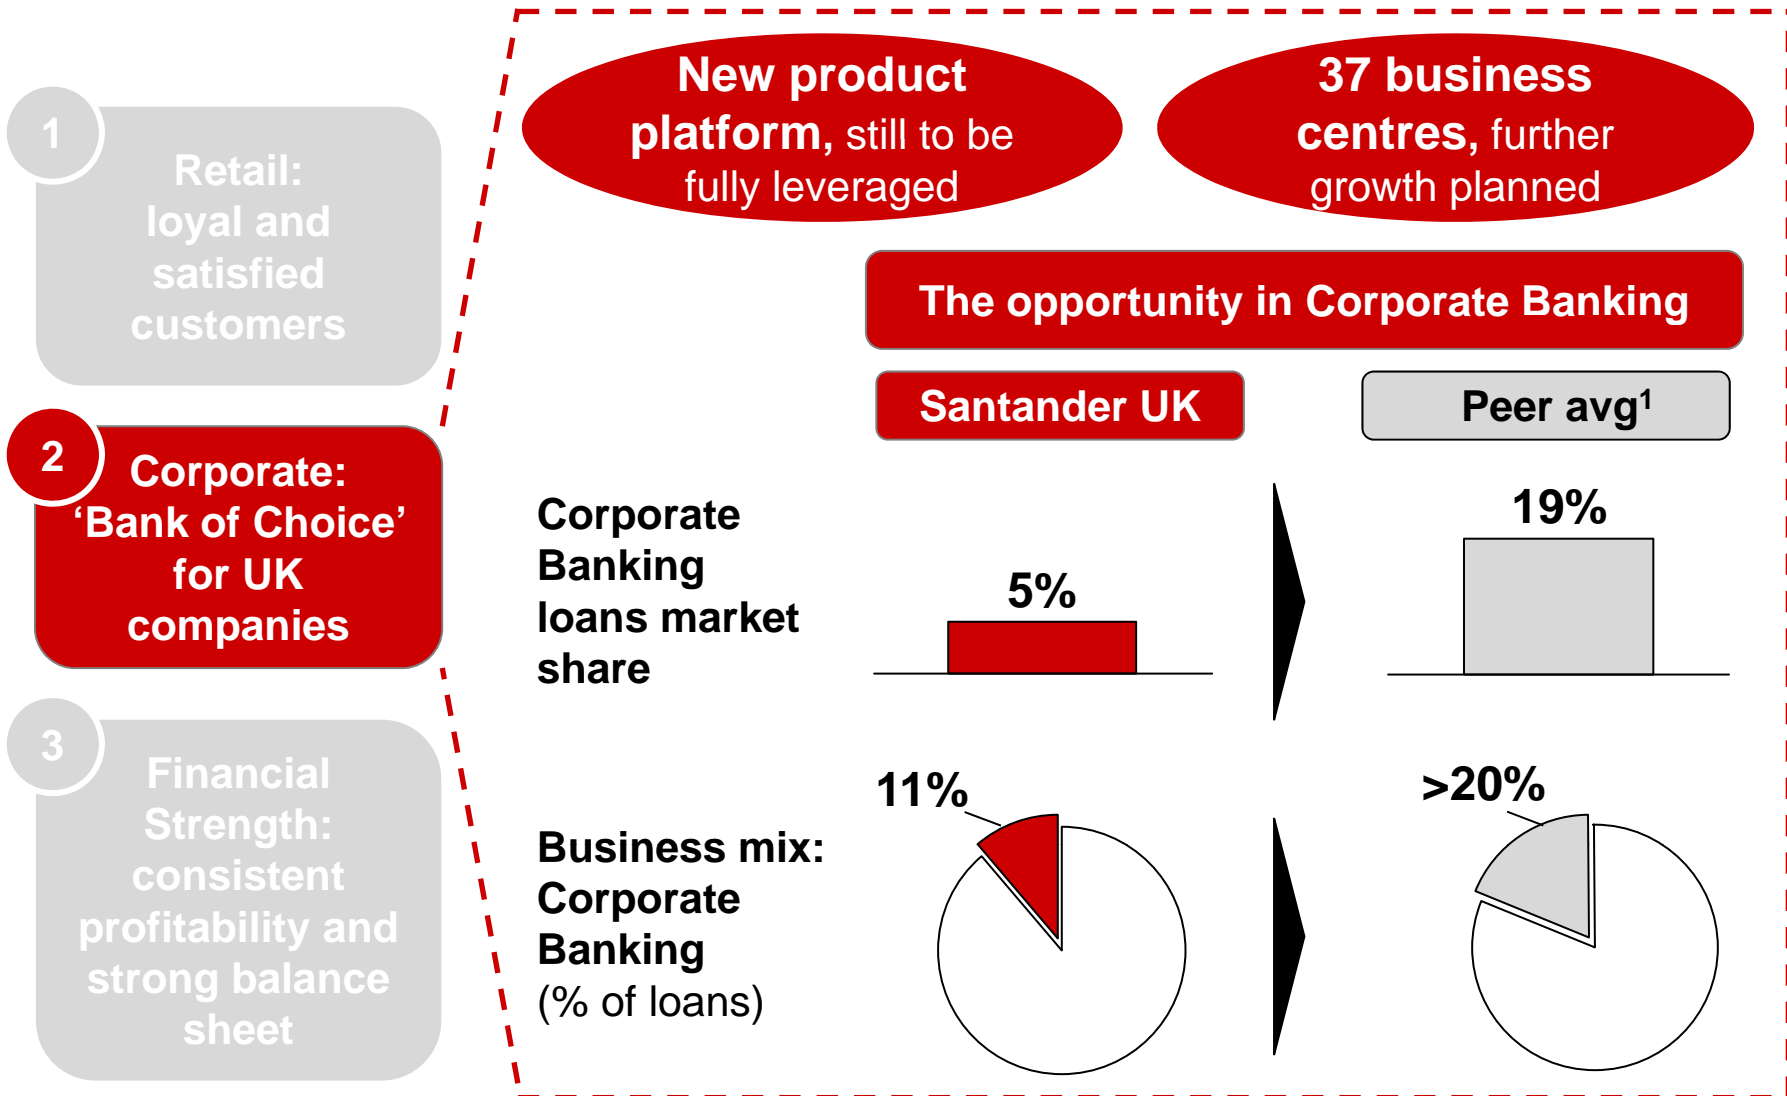 1
Retail:
loyal and
satisfied
customers
2
Corporate:
‘Bank of Choice’
for UK
companies
3
Financial
Strength:
consistent
profitability and
strong balance
sheet
New product
platform, still to be
fully leveraged
37 business
centres, further
growth planned
The opportunity in Corporate Banking
Santander UK
Peer avg¹
Corporate
Banking
loans market
share
5%
19%
Business mix:
Corporate
Banking
(% of loans)
11%
>20%